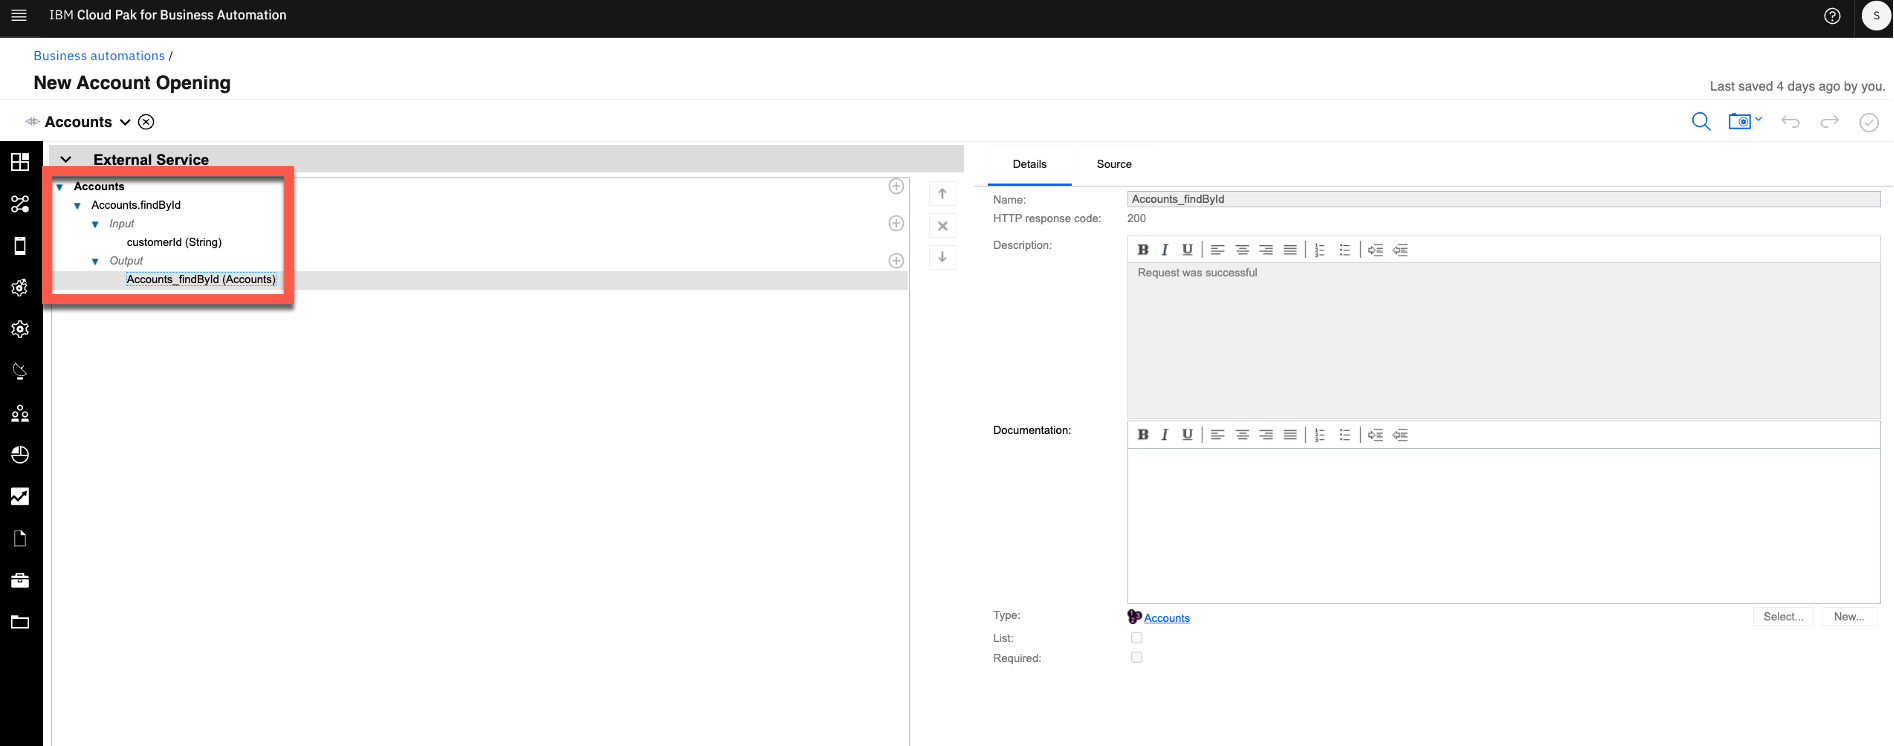 IBM Cloud Pak for Business Automation
S
Business automations /
New Account Opening
Last saved 4 days ago by you.
Accounts
External Service
Accounts
Accounts.findById
Input
customerId (String)
Output
Accounts_findById (Accounts)
Details
Source
Name:
Accounts_findById
HTTP response code:
200
Description:
B I U
Request was successful
Documentation:
B I U
Type:
Accounts
Select...
New...
List:
Required: